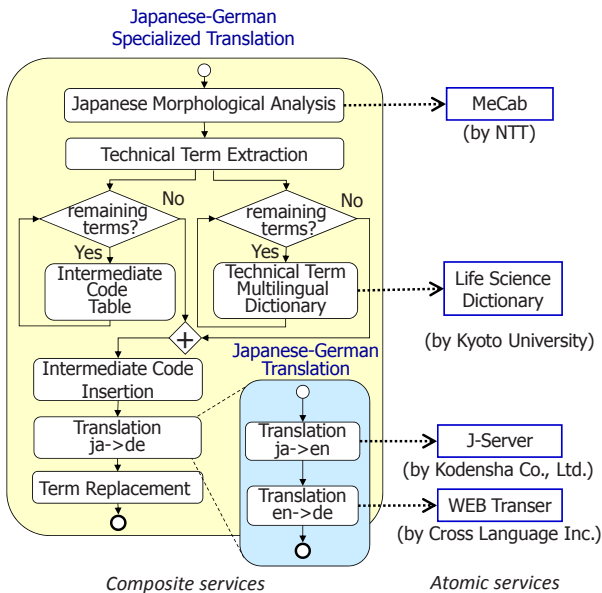 Japanese-German
Specialized Translation
Japanese Morphological Analysis
MeCab
(by NTT)
Technical Term Extraction
remaining
terms?
No
Yes
remaining
terms?
No
Yes
Intermediate
Code
Table
Technical Term
Multilingual
Dictionary
Life Science
Dictionary
(by Kyoto University)
+
Intermediate Code
Insertion
Japanese-German
Translation
Translation
ja->de
Translation
ja->en
J-Server
(by Kodensha Co., Ltd.)
Term Replacement
Translation
en->de
WEB Transer
(by Cross Language Inc.)
Composite services
Atomic services